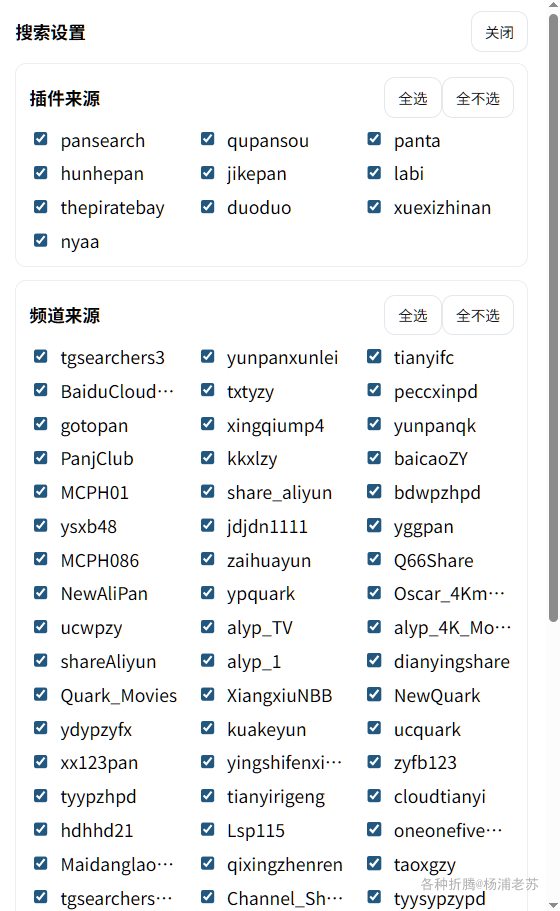 搜索设置 关闭
插件来源 全选 全不选
pansearch qupansou panta
hunhepan jikepan labi
thepiratebay duoduo xuexizhinan
nyaa
频道来源 全选 全不选
tgsearchers3 yunpanxunlei tianyifc
BaiduCloud··· txtyzy peccxinpd
gotopan xingqiump4 yunpanqk
PanjClub kkxlzy baicaoZY
MCPH01 share_aliyun bdwpzhpd
ysxb48 jdjdn1111 yggpan
MCPH086 zaihuayun Q66Share
NewAliPan ypquark Oscar_4Km···
ucwpzy alyp_TV alyp_4K_Mo···
shareAliyun alyp_1 dianyingshare
Quark_Movies XiangxiuNBB NewQuark
ydypzyfx kuakeyun ucquark
xx123pan yingshifenxi··· zyfb123
tyypzhpd tianyirigeng cloudtianyi
hdhhd21 Lsp115 oneonefive···
Maidanglao··· qixingzhenren taoxgzy
tgsearchers··· Channel_Sh··· tyysypzypd
各种折腾@杨浦老苏